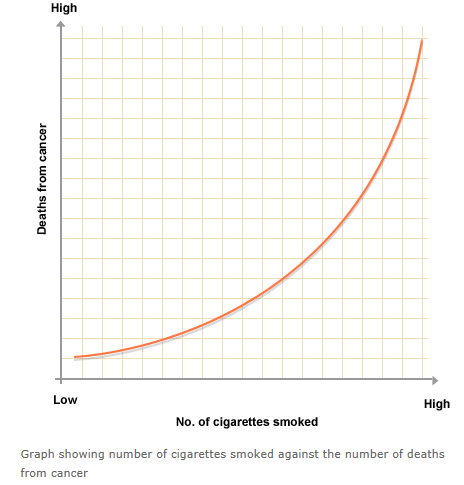 High
Deaths from cancer
Low
High
No. of cigarettes smoked
Graph showing number of cigarettes smoked against the number of deaths
from cancer